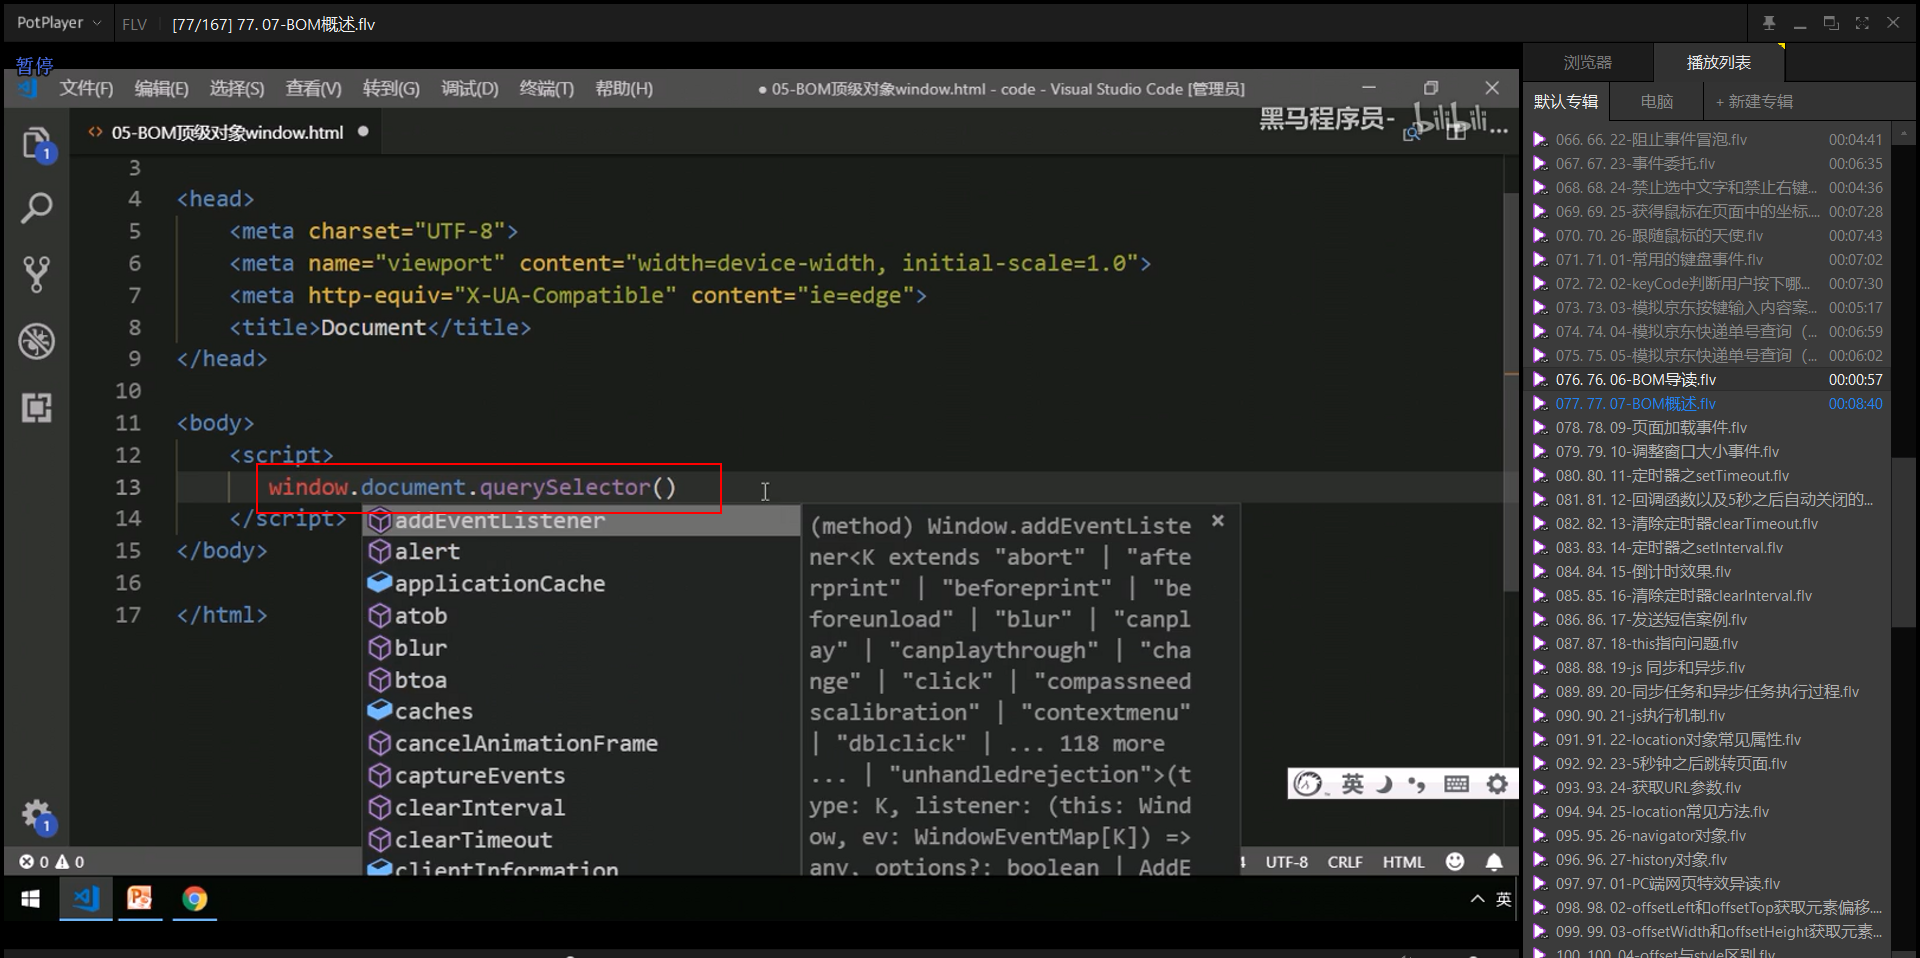 PotPlayer
FLV
[77/167] 77. 07-BOM概述.flv
暂停
文件(F) 编辑(E) 选择(S) 查看(V) 转到(G) 调试(D) 终端(T) 帮助(H)
● 05-BOM顶级对象window.html - code - Visual Studio Code [管理员]
<> 05-BOM顶级对象window.html ●
黑马程序员- bilibili
1
3
4 <head>
5 <meta charset="UTF-8">
6 <meta name="viewport" content="width=device-width, initial-scale=1.0">
7 <meta http-equiv="X-UA-Compatible" content="ie=edge">
8 <title>Document</title>
9 </head>
10
11 <body>
12 <script>
13 window.document.querySelector()
14 </script>
15 </body>
16
17 </html>
addEventListener
alert
applicationCache
atob
blur
btoa
caches
cancelAnimationFrame
captureEvents
clearInterval
clearTimeout
clientInformation
(method) Window.addEventListe
ner<K extends "abort" | "afte
rprint" | "beforeprint" | "be
foreunload" | "blur" | "canpl
ay" | "canplaythrough" | "cha
nge" | "click" | "compassneed
scalibration" | "contextmenu"
| "dblclick" | ... 118 more
... | "unhandledrejection">(t
ype: K, listener: (this: Wind
ow, ev: WindowEventMap[K]) =>
any, options?: boolean | AddE
英
1
0 0
4 UTF-8 CRLF HTML
英
浏览器 播放列表
默认专辑 电脑 + 新建专辑
066. 66. 22-阻止事件冒泡.flv 00:04:41
067. 67. 23-事件委托.flv 00:06:35
068. 68. 24-禁止选中文字和禁止右键... 00:04:36
069. 69. 25-获得鼠标在页面中的坐标.... 00:07:28
070. 70. 26-跟随鼠标的天使.flv 00:07:43
071. 71. 01-常用的键盘事件.flv 00:07:02
072. 72. 02-keyCode判断用户按下哪... 00:07:30
073. 73. 03-模拟京东按键输入内容案... 00:05:17
074. 74. 04-模拟京东快递单号查询（... 00:06:59
075. 75. 05-模拟京东快递单号查询（... 00:06:02
076. 76. 06-BOM导读.flv 00:00:57
077. 77. 07-BOM概述.flv 00:08:40
078. 78. 09-页面加载事件.flv
079. 79. 10-调整窗口大小事件.flv
080. 80. 11-定时器之setTimeout.flv
081. 81. 12-回调函数以及5秒之后自动关闭的...
082. 82. 13-清除定时器clearTimeout.flv
083. 83. 14-定时器之setInterval.flv
084. 84. 15-倒计时效果.flv
085. 85. 16-清除定时器clearInterval.flv
086. 86. 17-发送短信案例.flv
087. 87. 18-this指向问题.flv
088. 88. 19-js 同步和异步.flv
089. 89. 20-同步任务和异步任务执行过程.flv
090. 90. 21-js执行机制.flv
091. 91. 22-location对象常见属性.flv
092. 92. 23-5秒钟之后跳转页面.flv
093. 93. 24-获取URL参数.flv
094. 94. 25-location常见方法.flv
095. 95. 26-navigator对象.flv
096. 96. 27-history对象.flv
097. 97. 01-PC端网页特效导读.flv
098. 98. 02-offsetLeft和offsetTop获取元素偏移....
099. 99. 03-offsetWidth和offsetHeight获取元素...
100. 100. 04-offset与style区别.flv